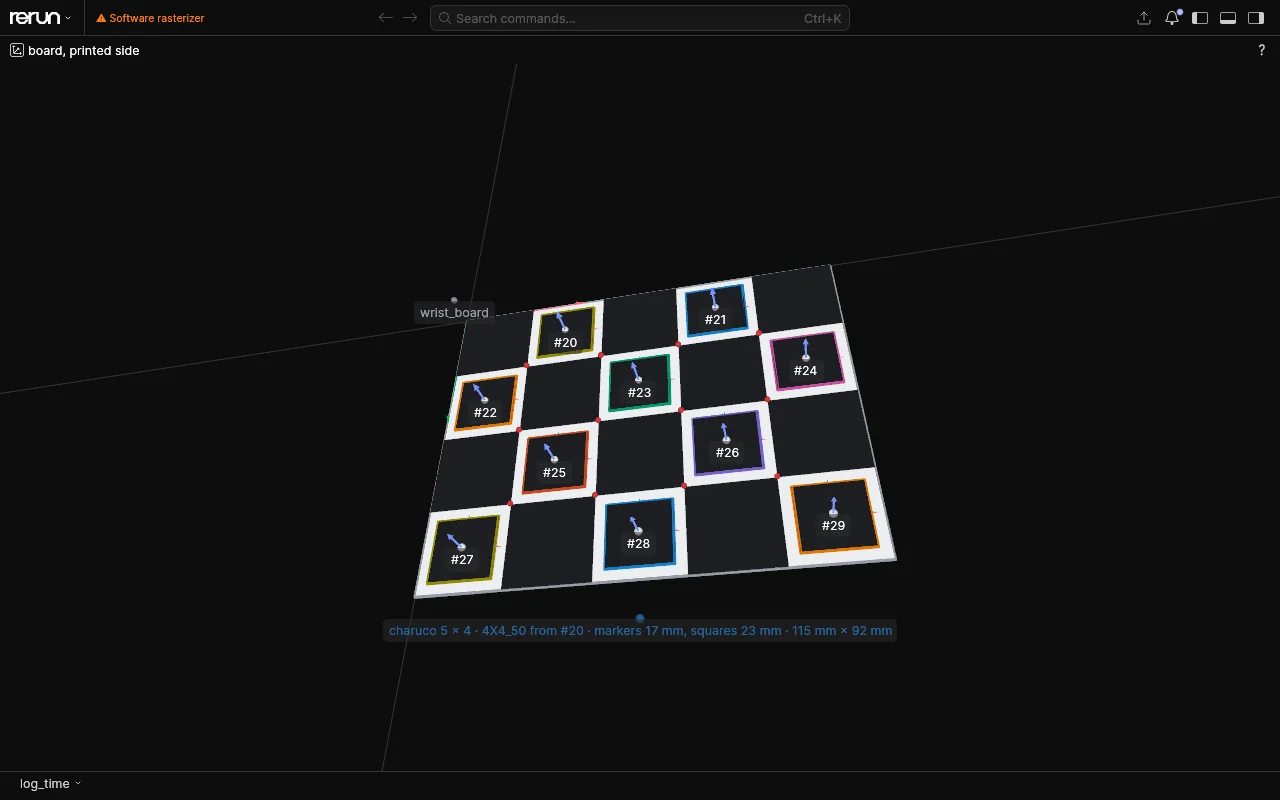 rerun
Software rasterizer
Search commands...
Ctrl+K
board, printed side
?
wrist_board
#20
#21
#22
#23
#24
#25
#26
#27
#28
#29
charuco 5 × 4 · 4X4_50 from #20 · markers 17 mm, squares 23 mm · 115 mm × 92 mm
log_time